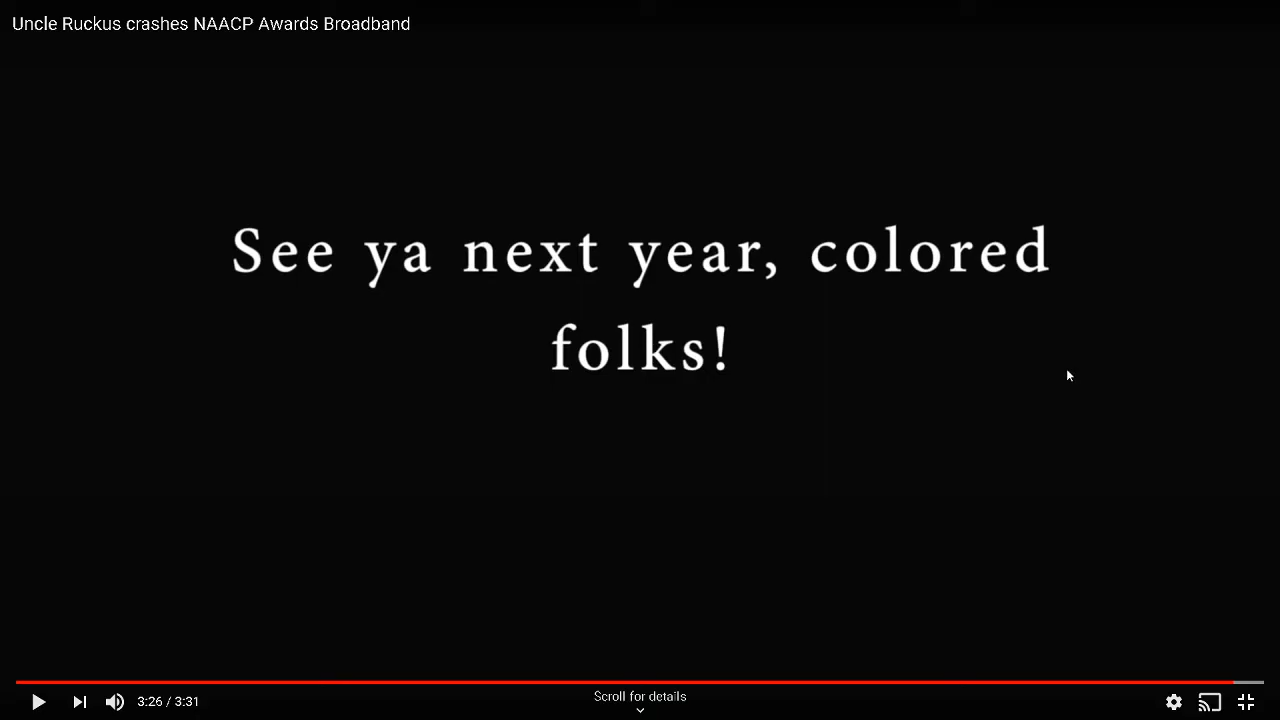 Uncle Ruckus crashes NAACP Awards Broadband
See ya next year, colored
folks!
3:26 / 3:31
Scroll for details